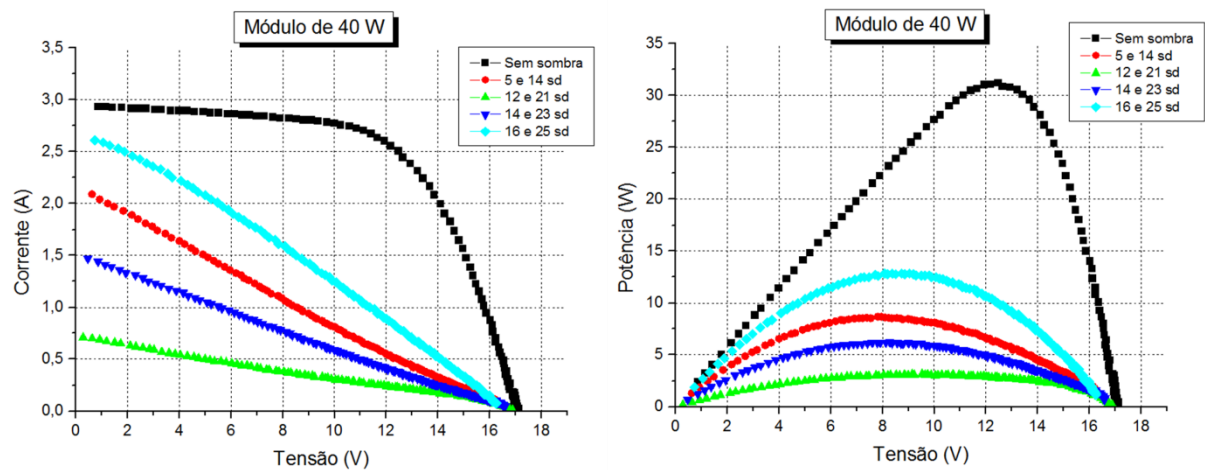 Módulo de 40 W
3,5
3,0
2,5
2,0
1,5
1,0
0,5
0,0
Corrente (A)
0 2 4 6 8 10 12 14 16 18
Tensão (V)
Sem sombra
5 e 14 sd
12 e 21 sd
14 e 23 sd
16 e 25 sd
Módulo de 40 W
35
30
25
20
15
10
5
0
Potência (W)
0 2 4 6 8 10 12 14 16 18
Tensão (V)
Sem sombra
5 e 14 sd
12 e 21 sd
14 e 23 sd
16 e 25 sd